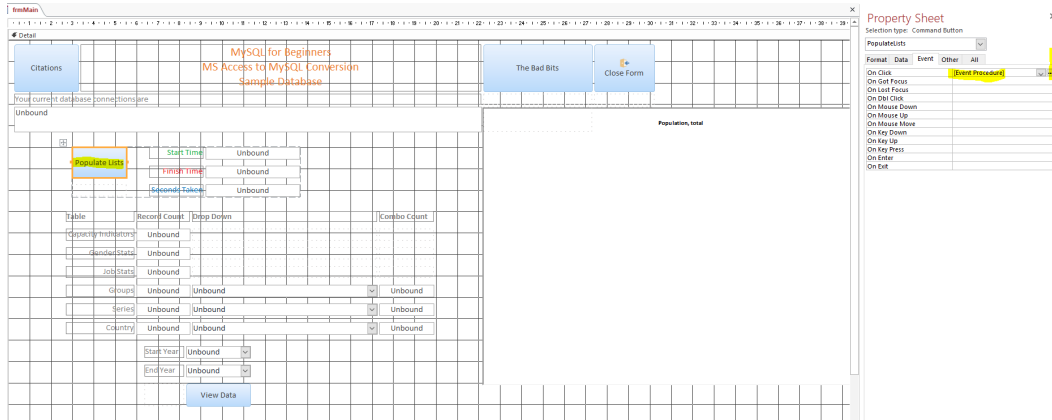 frmMain
Detail
Citations
MySQL for Beginners
MS Access to MySQL Conversion
Sample Database
The Bad Bits
Close Form
Your current database connections are
Unbound
Population, total
Populate Lists
Start Time Unbound
Finish Time Unbound
Seconds Taken Unbound
Table Record Count Drop Down Combo Count
Capacity Indicators Unbound
Gender Stats Unbound
Job Stats Unbound
Groups Unbound Unbound Unbound
Series Unbound Unbound Unbound
Country Unbound Unbound Unbound
Start Year Unbound
End Year Unbound
View Data
Property Sheet
Selection type: Command Button
PopulateLists
Format Data Event Other All
On Click [Event Procedure]
On Got Focus
On Lost Focus
On Dbl Click
On Mouse Down
On Mouse Up
On Mouse Move
On Key Down
On Key Up
On Key Press
On Enter
On Exit